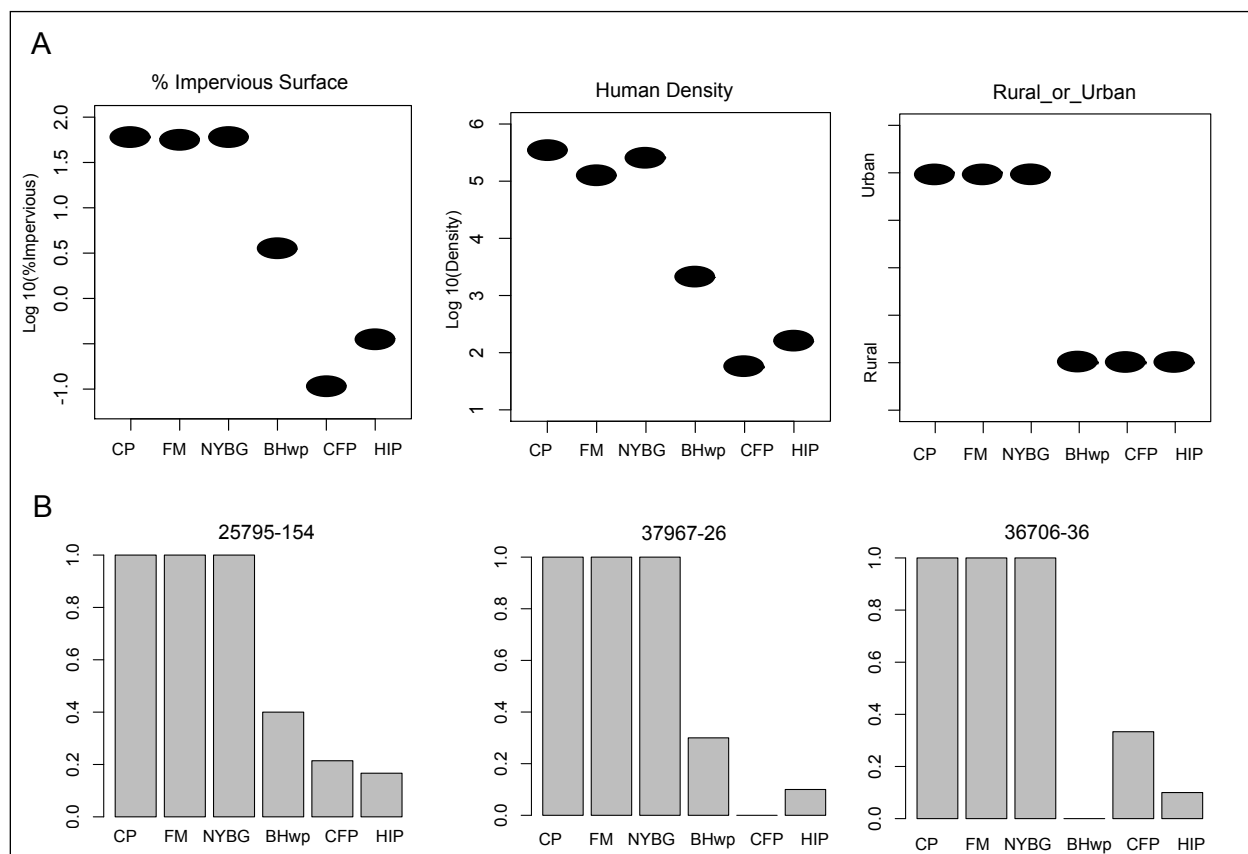 A
% Impervious Surface
Log 10(%Impervious)
2.0
1.5
1.0
0.5
0.0
-1.0
CP FM NYBG BHwp CFP HIP
Human Density
Log 10(Density)
6
5
4
3
2
1
CP FM NYBG BHwp CFP HIP
Rural_or_Urban
Urban
Rural
CP FM NYBG BHwp CFP HIP
B
25795-154
1.0
0.8
0.6
0.4
0.2
0.0
CP FM NYBG BHwp CFP HIP
37967-26
1.0
0.8
0.6
0.4
0.2
0.0
CP FM NYBG BHwp CFP HIP
36706-36
1.0
0.8
0.6
0.4
0.2
0.0
CP FM NYBG BHwp CFP HIP